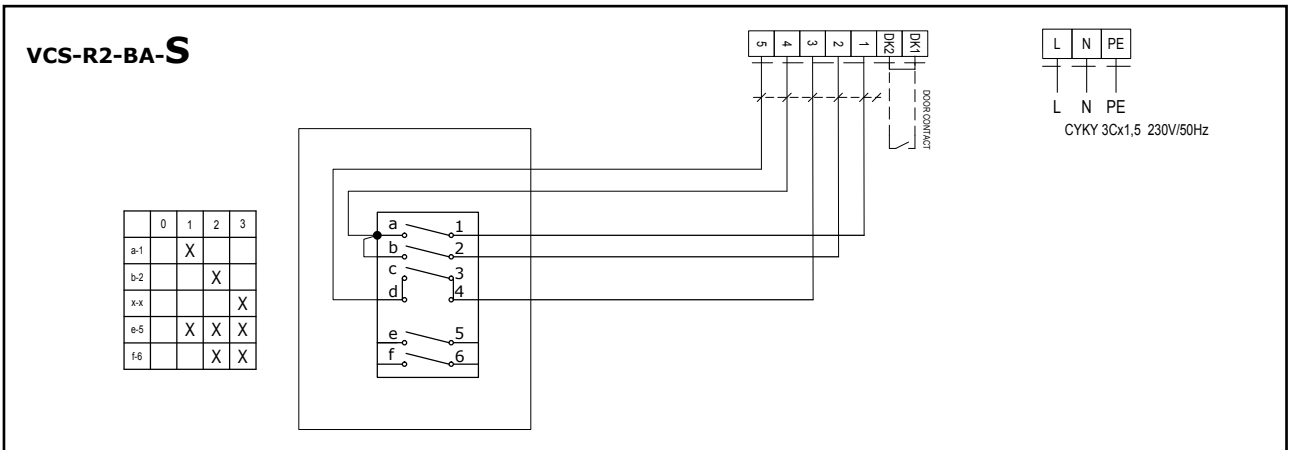 VCS-R2-BA-S
5 4 3 2 1 DK2 DK1
DOOR CONTACT
L N PE
L N PE
CYKY 3Cx1,5 230V/50Hz
0 1 2 3
a-1 X
b-2 X
x-x X
e-5 X X X
f-6 X X
a 1
b 2
c 3
d 4
e 5
f 6